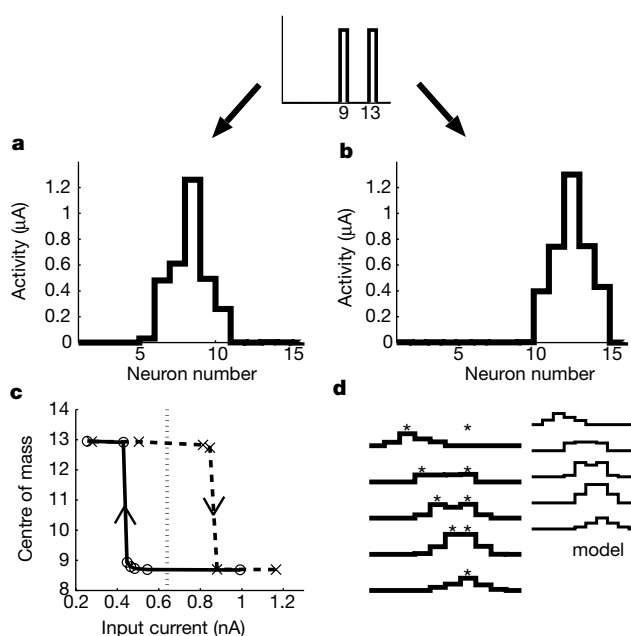 9 13
a
1.2
1
0.8
0.6
0.4
0.2
0
Activity (μA)
5 10 15
Neuron number
b
1.2
1
0.8
0.6
0.4
0.2
0
Activity (μA)
5 10 15
Neuron number
c
14
13
12
11
10
9
8
Centre of mass
0.2 0.4 0.6 0.8 1 1.2
Input current (nA)
d
* *
* *
* *
* *
*
model